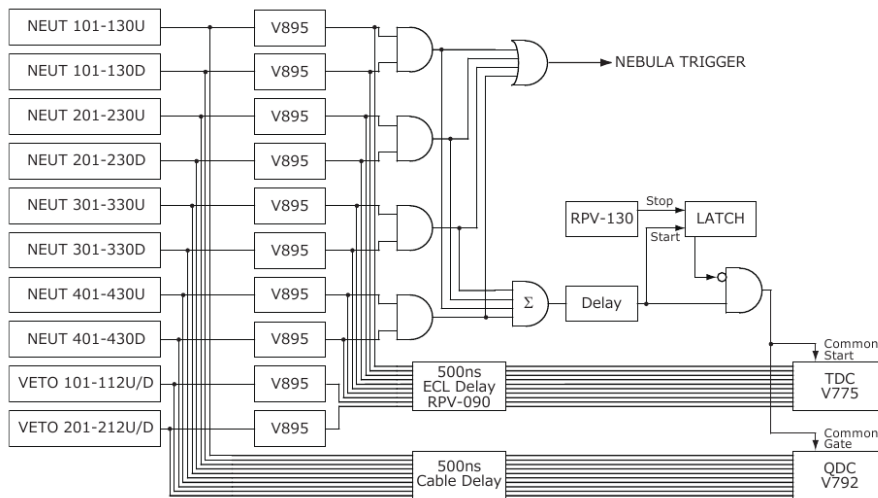 NEUT 101-130U
V895
NEUT 101-130D
V895
NEBULA TRIGGER
NEUT 201-230U
V895
NEUT 201-230D
V895
NEUT 301-330U
V895
RPV-130
Stop
Start
LATCH
NEUT 301-330D
V895
NEUT 401-430U
V895
Σ
Delay
NEUT 401-430D
V895
Common
Start
VETO 101-112U/D
V895
500ns
ECL Delay
RPV-090
TDC
V775
VETO 201-212U/D
V895
Common
Gate
500ns
Cable Delay
QDC
V792